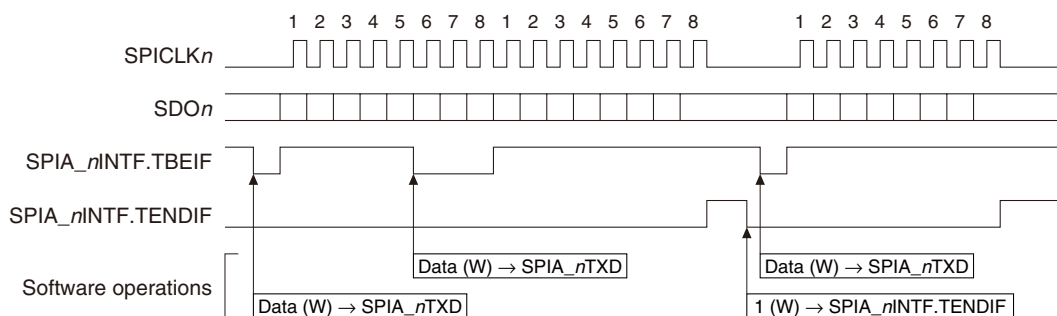 1 2 3 4 5 6 7 8 1 2 3 4 5 6 7 8 1 2 3 4 5 6 7 8
SPICLKn
SDOn
SPIA_nINTF.TBEIF
SPIA_nINTF.TENDIF
Data (W) → SPIA_nTXD Data (W) → SPIA_nTXD
Software operations
Data (W) → SPIA_nTXD 1 (W) → SPIA_nINTF.TENDIF